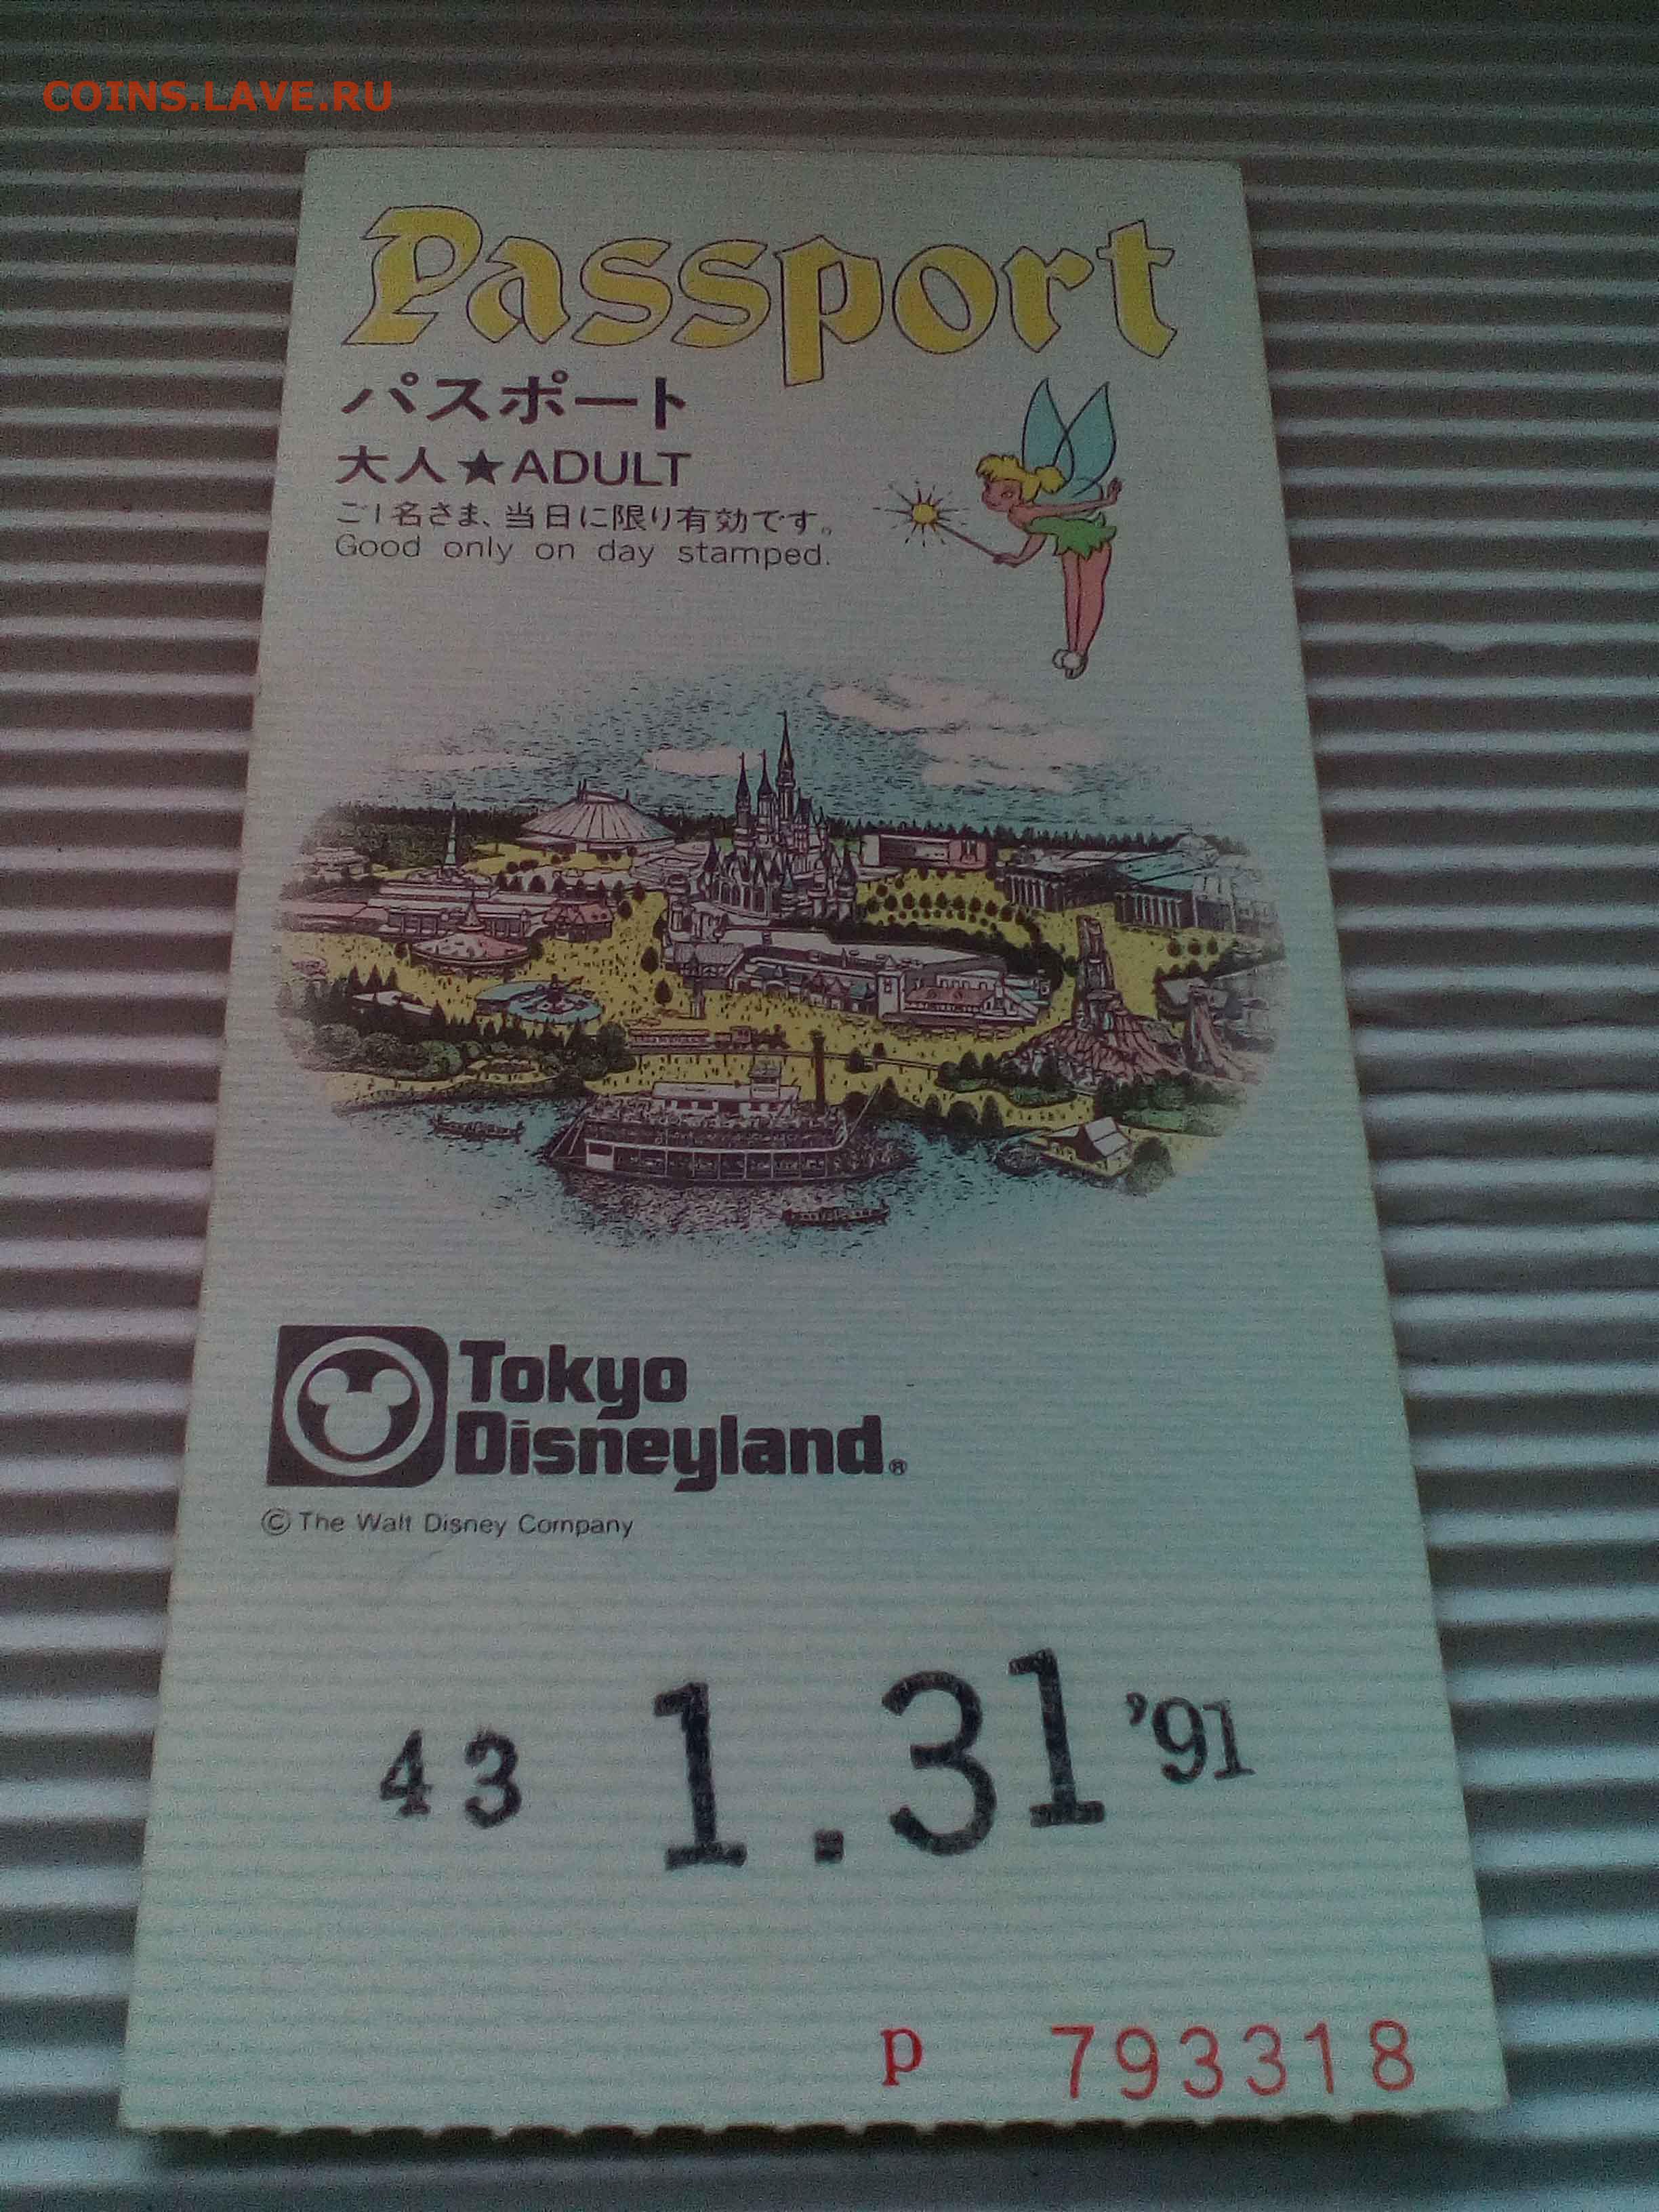 COINS.LAVE.RU
Passport
パスポート
大人★ADULT
ご1名さま、当日に限り有効です。
Good only on day stamped.
Tokyo
Disneyland®
© The Walt Disney Company
43 1.31 '91
P 793318